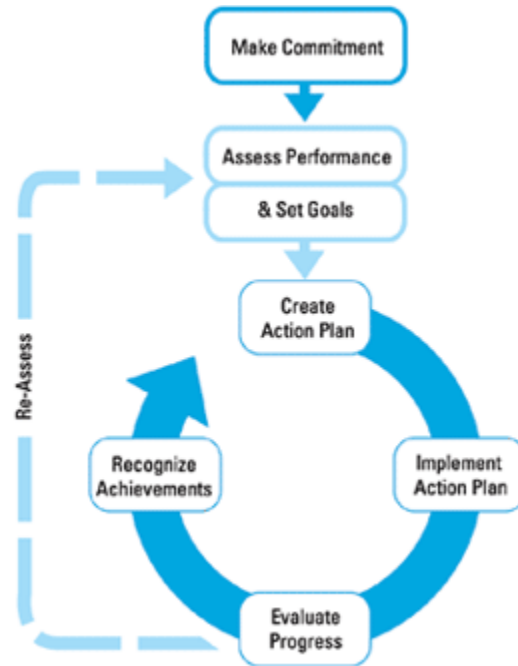 Make Commitment
Assess Performance
& Set Goals
Create
Action Plan
Re-Assess
Recognize
Achievements
Implement
Action Plan
Evaluate
Progress